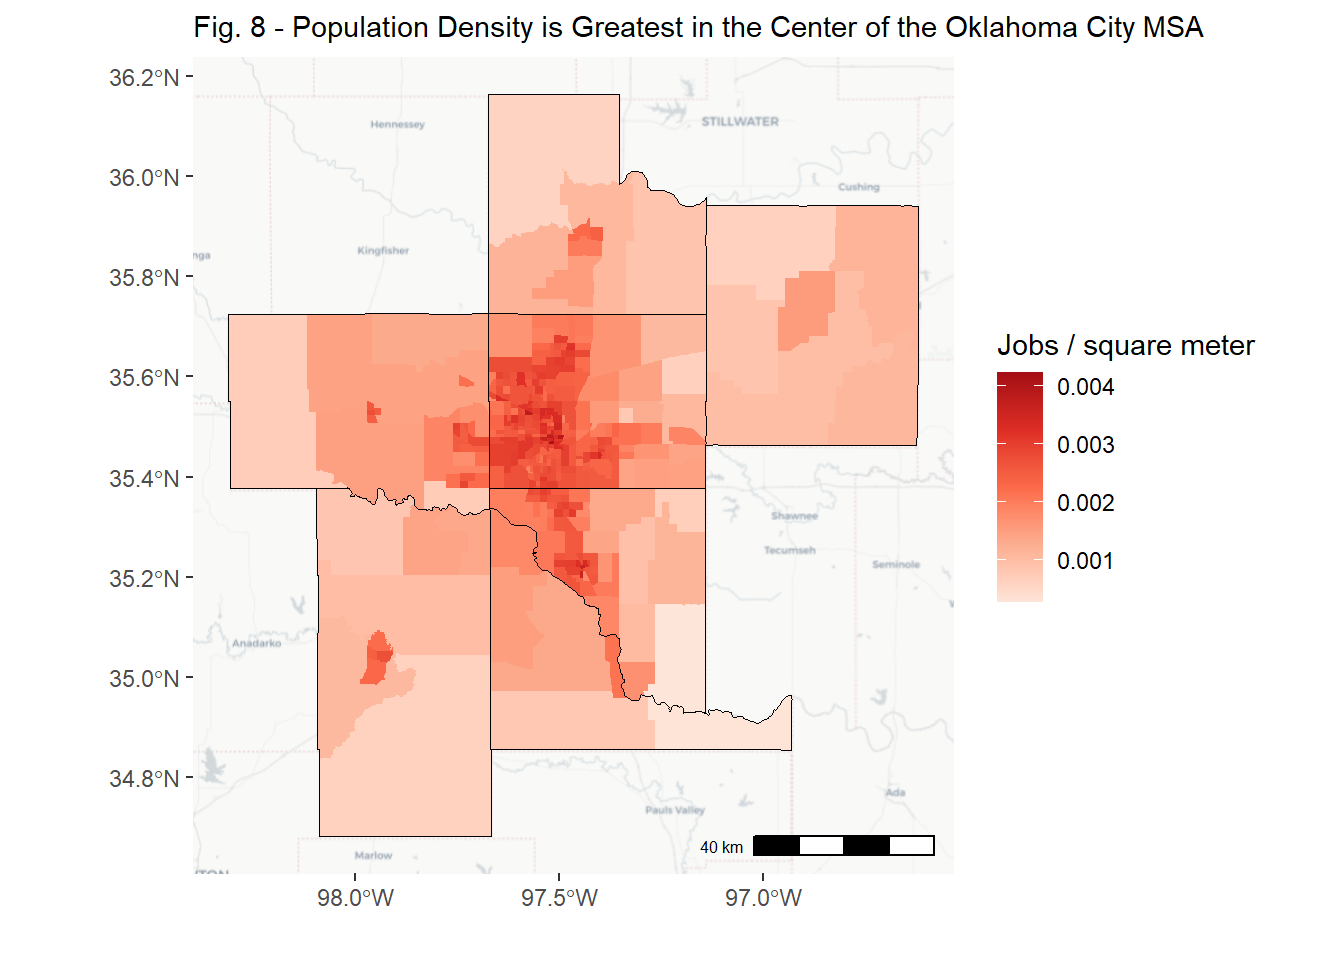 Fig. 8 - Population Density is Greatest in the Center of the Oklahoma City MSA
36.2°N
36.0°N
35.8°N
35.6°N
35.4°N
35.2°N
35.0°N
34.8°N
Hennessey
STILLWATER
Cushing
Kingfisher
nga
Shawnee
Tecumseh
Seminole
Anadarko
Ada
Pauls Valley
Marlow
40 km
98.0°W
97.5°W
97.0°W
Jobs / square meter
0.004
0.003
0.002
0.001